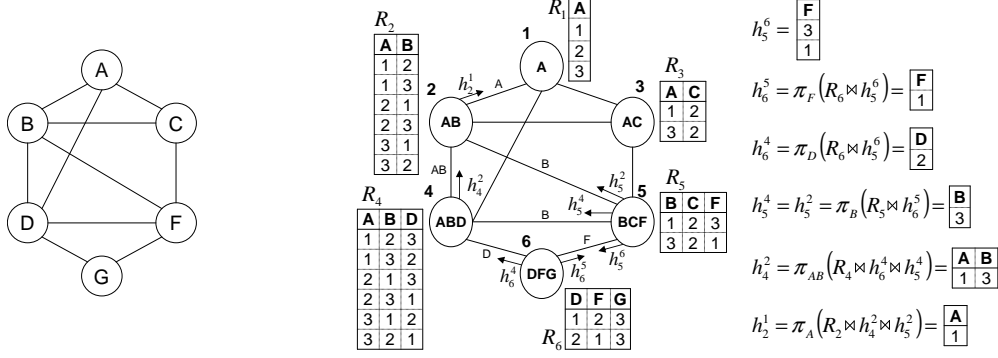 A
B
C
D
F
G
R₁
A
1
2
3
R₂
A B
1 2
1 3
2 1
2 3
3 1
3 2
1
A
h₂¹
A
2
AB
3
AC
R₃
A C
1 2
3 2
AB
h₄²
B
h₅²
4
ABD
R₄
A B D
1 2 3
1 3 2
2 1 3
2 3 1
3 1 2
3 2 1
B
h₅⁴
5
BCF
R₅
B C F
1 2 3
3 2 1
6
DFG
D
h₆⁴
F
h₆⁵
h₅⁶
R₆
D F G
1 2 3
2 1 3
h₅⁶ =
F
3
1
h₆⁵ = π_F(R₆ ⋈ h₅⁶) =
F
1
h₆⁴ = π_D(R₆ ⋈ h₅⁶) =
D
2
h₅⁴ = h₅² = π_B(R₅ ⋈ h₆⁵) =
B
3
h₄² = π_AB(R₄ ⋈ h₆⁴ ⋈ h₅⁴) =
A B
1 3
h₂¹ = π_A(R₂ ⋈ h₄² ⋈ h₅²) =
A
1